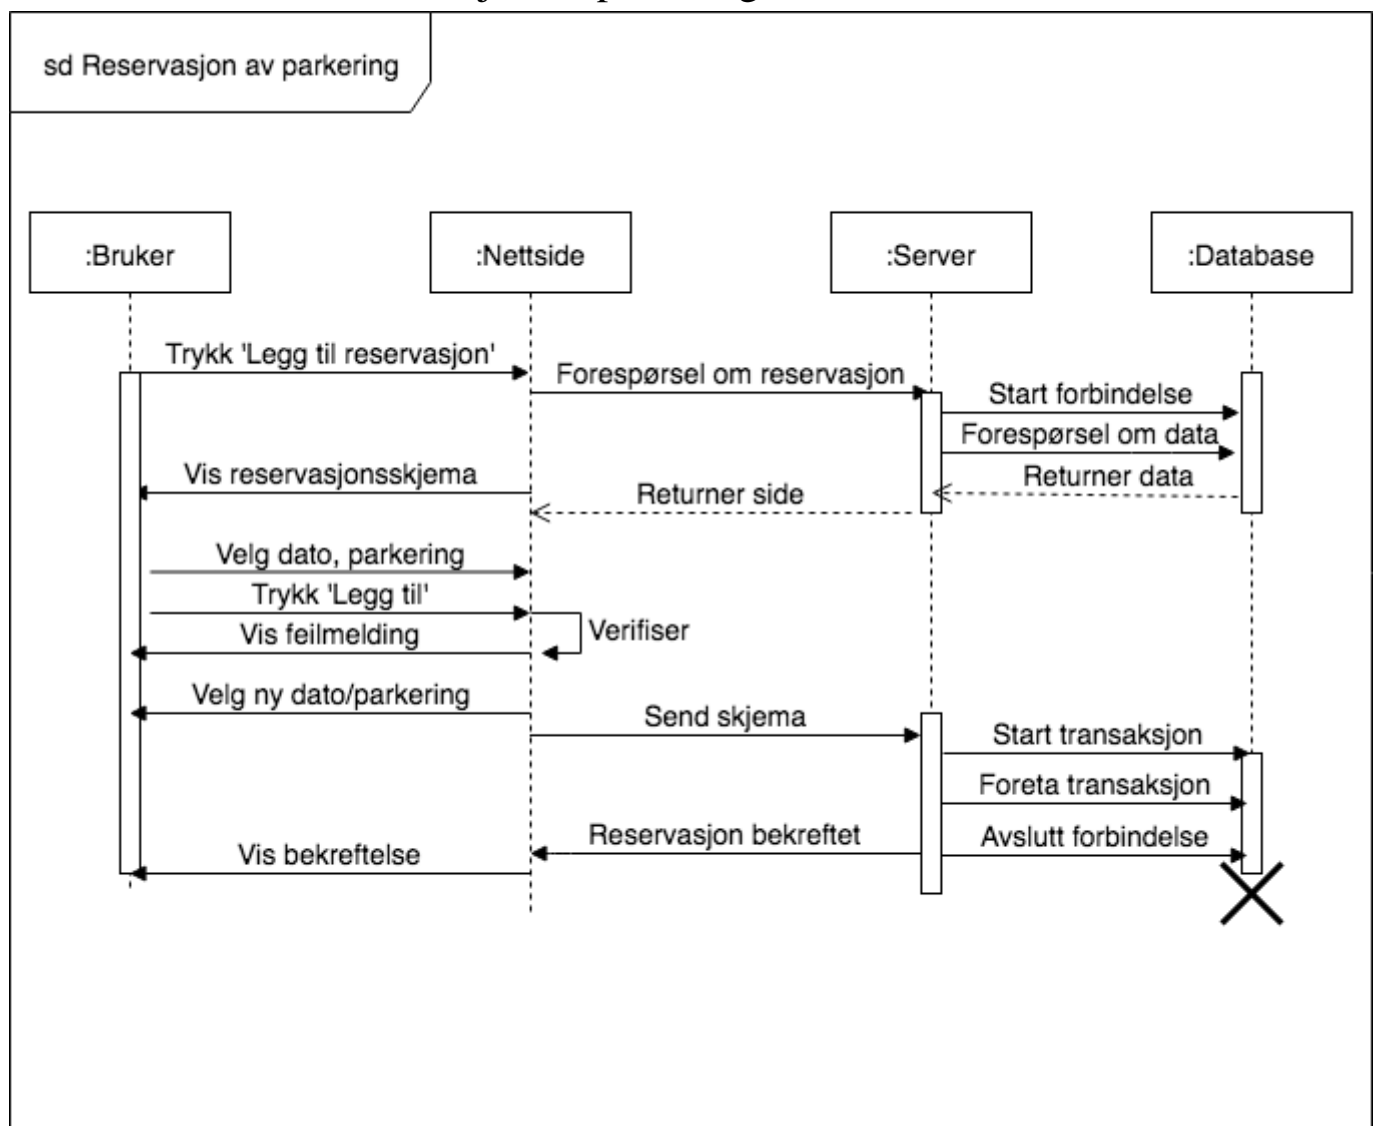 sd Reservasjon av parkering
:Bruker
:Nettside
:Server
:Database
Trykk 'Legg til reservasjon'
Forespørsel om reservasjon
Start forbindelse
Forespørsel om data
Returner data
Vis reservasjonsskjema
Returner side
Velg dato, parkering
Trykk 'Legg til'
Verifiser
Vis feilmelding
Velg ny dato/parkering
Send skjema
Start transaksjon
Foreta transaksjon
Reservasjon bekreftet
Avslutt forbindelse
Vis bekreftelse